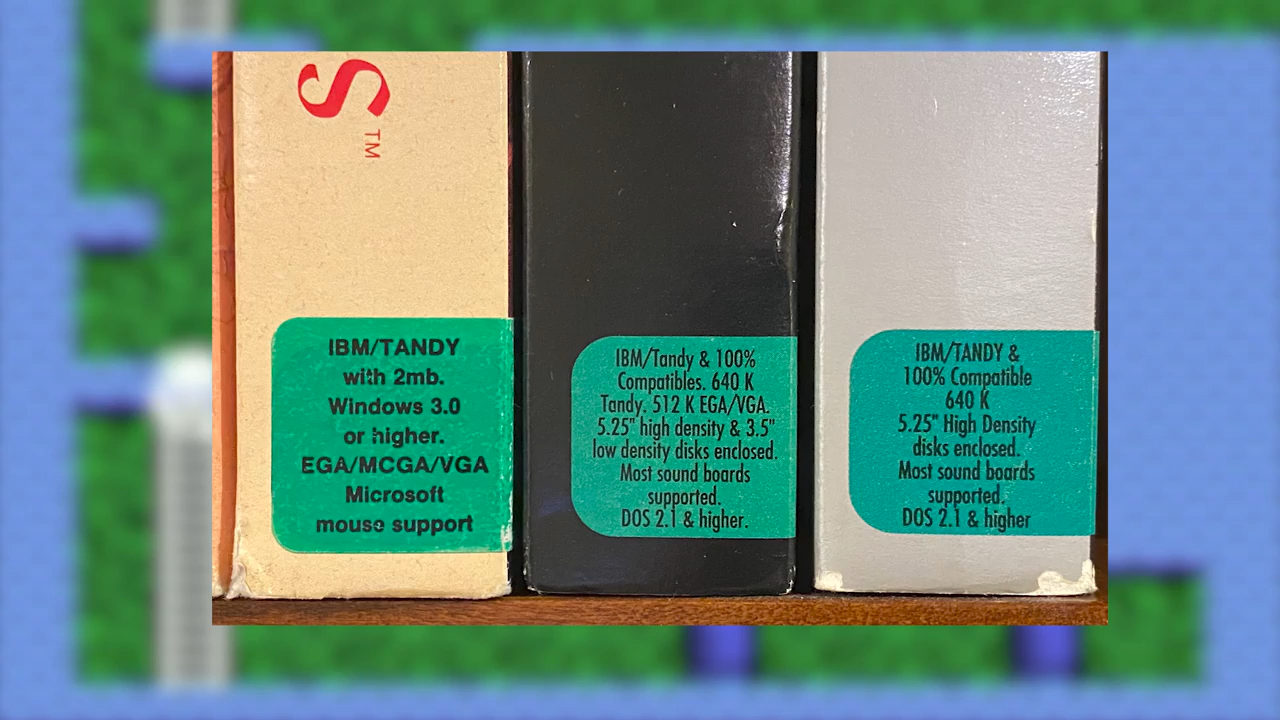 S™
IBM/TANDY
with 2mb.
Windows 3.0
or higher.
EGA/MCGA/VGA
Microsoft
mouse support
IBM/Tandy & 100%
Compatibles. 640 K
Tandy. 512 K EGA/VGA.
5.25" high density & 3.5"
low density disks enclosed.
Most sound boards
supported.
DOS 2.1 & higher.
IBM/TANDY &
100% Compatible
640 K
5.25" High Density
disks enclosed.
Most sound boards
supported.
DOS 2.1 & higher